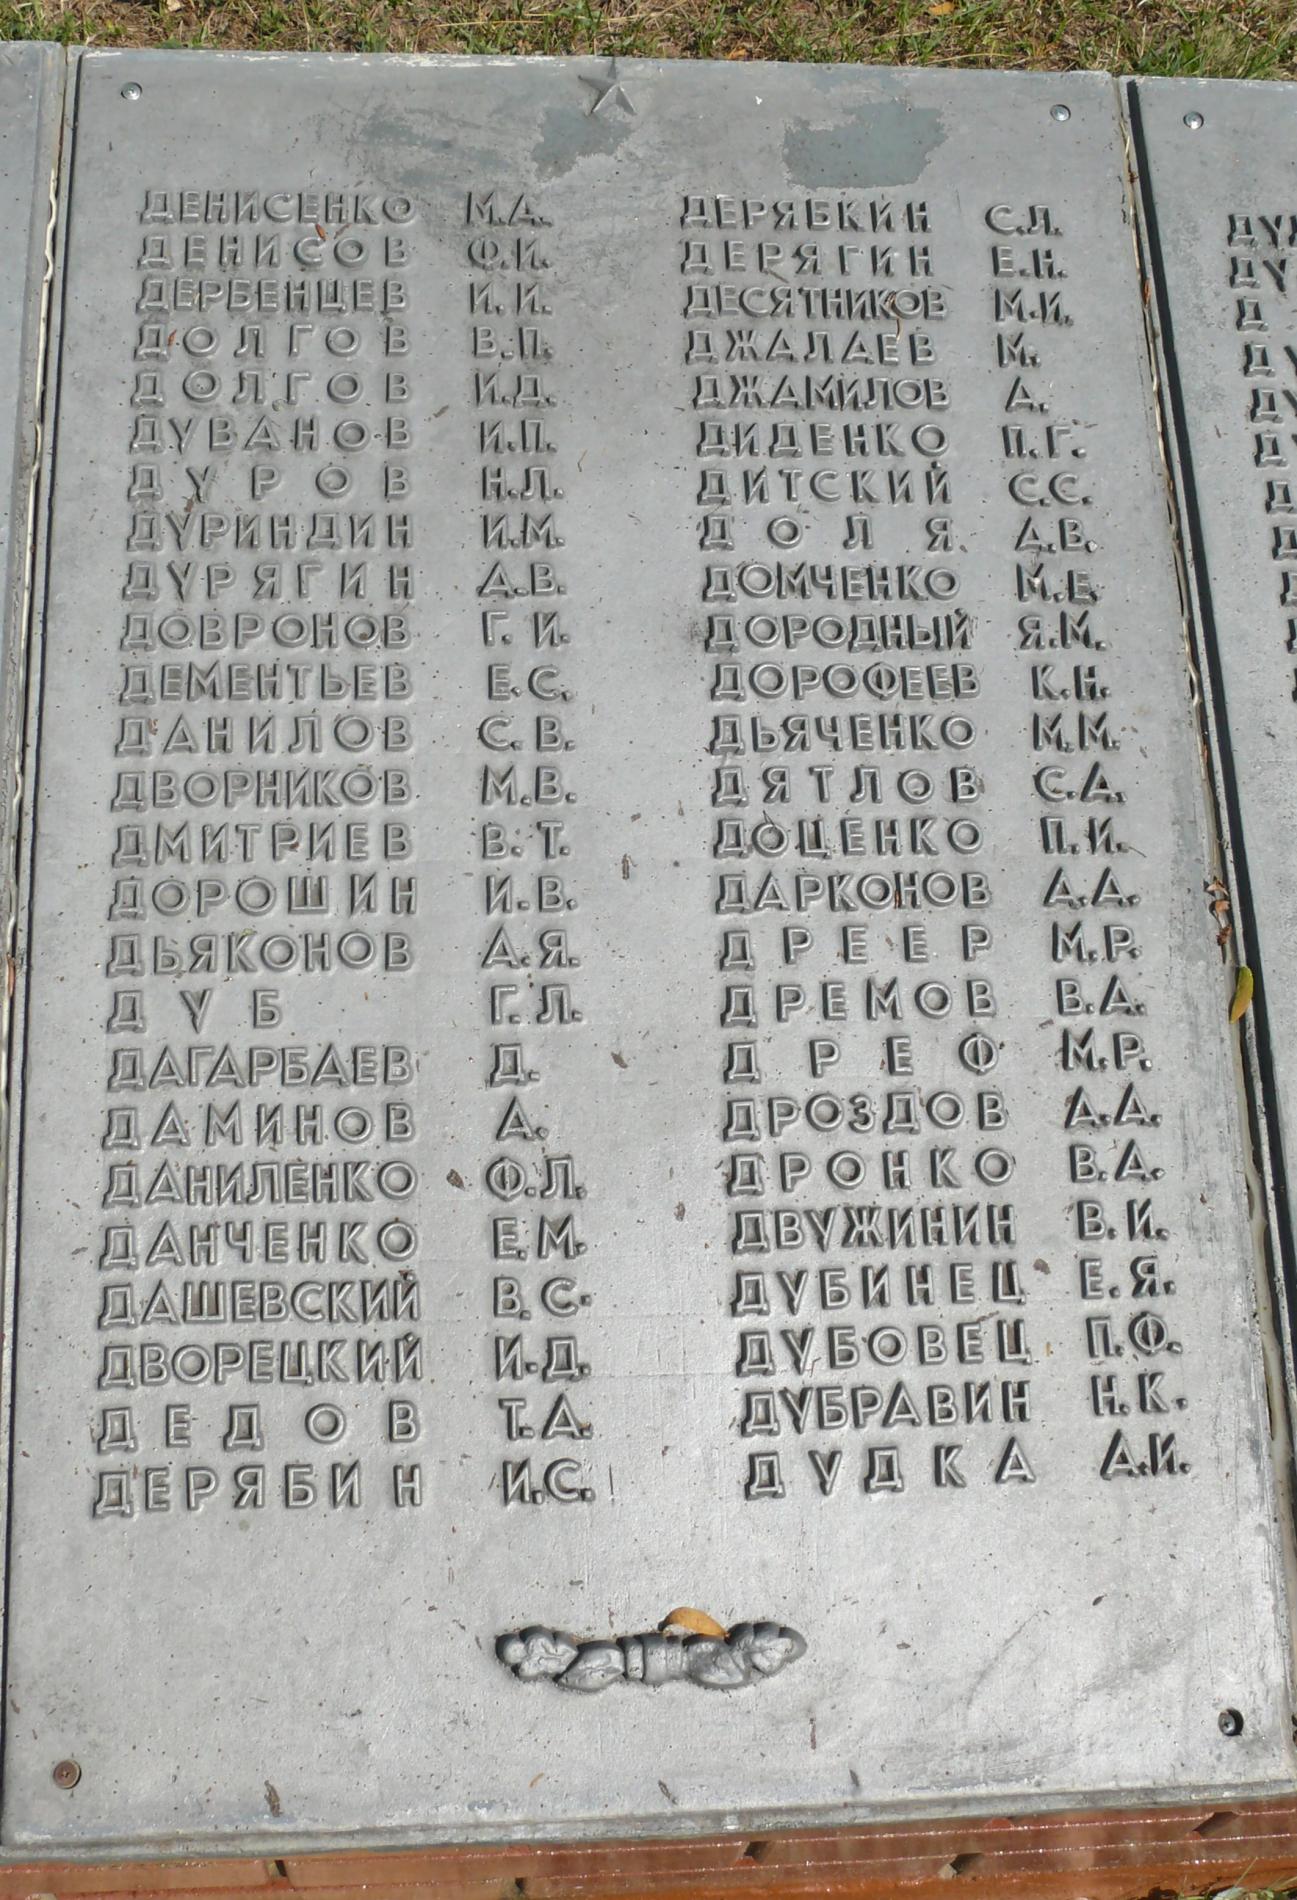 ДЕНИСЕНКО М.А.
ДЕНИСОВ Ф.И.
ДЕРБЕНЦЕВ И.И.
ДОЛГОВ В.П.
ДОЛГОВ И.Д.
ДУВАНОВ И.П.
ДУРОВ Н.Л.
ДУРИНДИН И.М.
ДУРЯГИН А.В.
ДОВРОНОВ Г.И.
ДЕМЕНТЬЕВ Е.С.
ДАНИЛОВ С.В.
ДВОРНИКОВ М.В.
ДМИТРИЕВ В.Т.
ДОРОШИН И.В.
ДЬЯКОНОВ А.Я.
ДУБ Г.Л.
ДАГАРБАЕВ Д.
ДАМИНОВ А.
ДАНИЛЕНКО Ф.Л.
ДАНЧЕНКО Е.М.
ДАШЕВСКИЙ В.С.
ДВОРЕЦКИЙ И.Д.
ДЕДОВ Т.А.
ДЕРЯБИН И.С.
ДЕРЯБКИН С.Л.
ДЕРЯГИН Е.Н.
ДЕСЯТНИКОВ М.И.
ДЖАЛАЕВ М.
ДЖАМИЛОВ А.
ДИДЕНКО П.Г.
ДИТСКИЙ С.С.
ДОЛЯ А.В.
ДОМЧЕНКО М.Е.
ДОРОДНЫЙ Я.М.
ДОРОФЕЕВ К.Н.
ДЬЯЧЕНКО М.М.
ДЯТЛОВ С.А.
ДОЦЕНКО П.И.
ДАРКОНОВ А.А.
ДРЕЕР М.Р.
ДРЕМОВ В.А.
ДРЕФ М.Р.
ДРОЗДОВ А.А.
ДРОНКО В.А.
ДВУЖИНИН В.И.
ДУБИНЕЦ Е.Я.
ДУБОВЕЦ П.Ф.
ДУБРАВИН Н.К.
ДУДКА А.И.